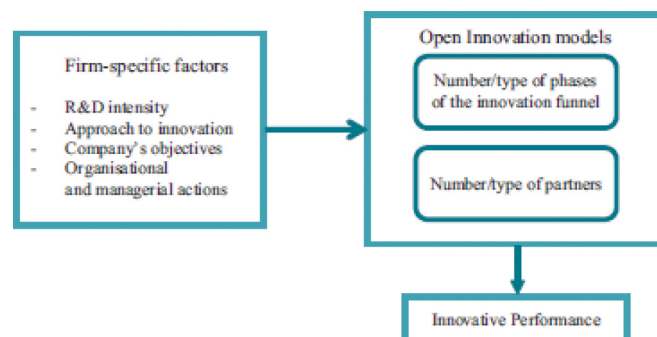 Firm-specific factors
- R&D intensity
- Approach to innovation
- Company's objectives
- Organisational
and managerial actions
Open Innovation models
Number/type of phases
of the innovation funnel
Number/type of partners
Innovative Performance